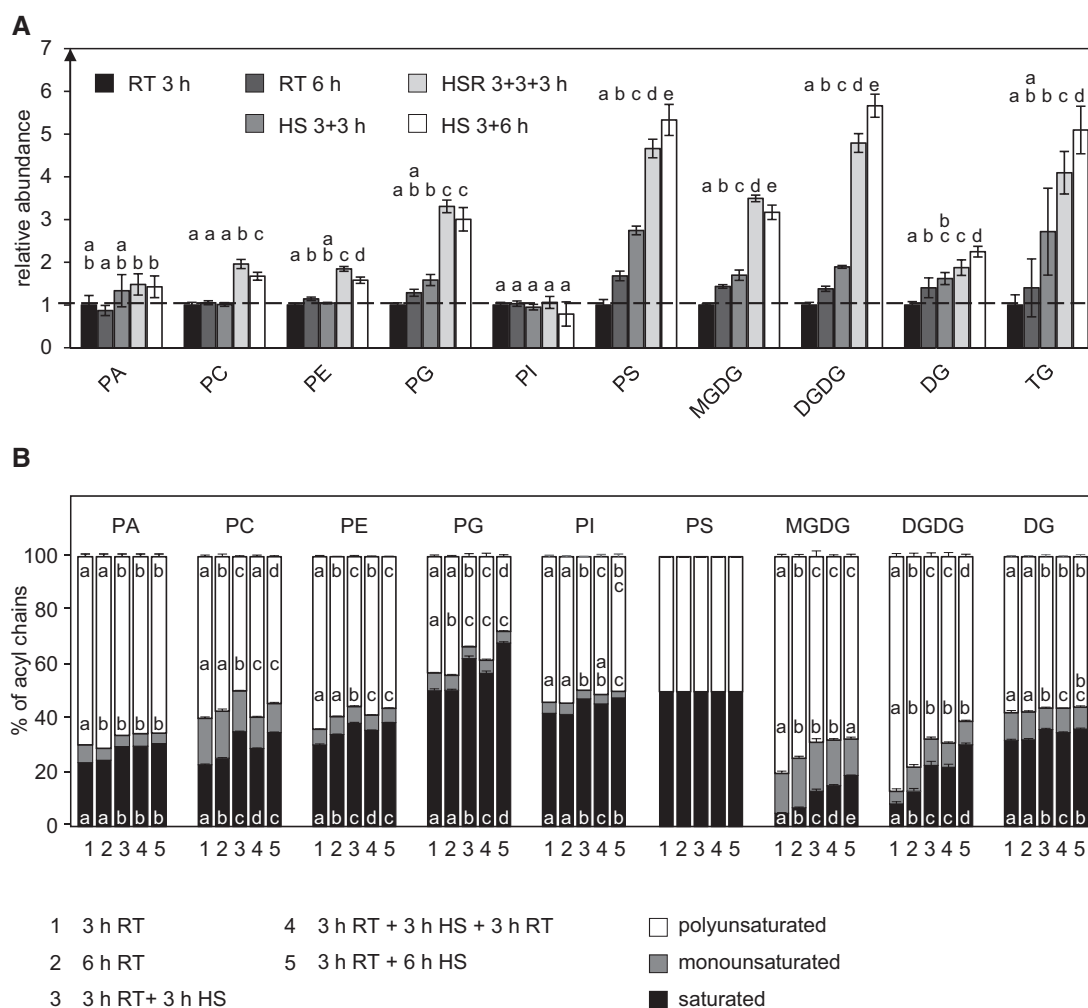 A
7
6
5
4
3
2
1
0
relative abundance
RT 3 h
RT 6 h
HSR 3+3+3 h
HS 3+3 h
HS 3+6 h
a a
b a b b b
a a a b c
a
a b b c d
a
a b b c c
a a a a a
a b c d e
a b c d e
a b c d e
b
a b c c d
a
a b b c d
PA
PC
PE
PG
PI
PS
MGDG
DGDG
DG
TG
B
PA PC PE PG PI PS MGDG DGDG DG
100
80
60
40
20
0
% of acyl chains
a a b b b
a b c a d
a b c b c
a a b c d
a a b c b
c
a b c c c
a b c c d
a a b b b
c
a a b b b
a a b c c
a a b c c
a b c c c
a a b a b
b
a b b b a
a b b b c
a a b b b
c
a a b b b
a b c d c
a b c d c
a a b c d
a a b c b
a b c d e
a b c c d
a a b c b
1 2 3 4 5
1 2 3 4 5
1 2 3 4 5
1 2 3 4 5
1 2 3 4 5
1 2 3 4 5
1 2 3 4 5
1 2 3 4 5
1 2 3 4 5
1 3 h RT
2 6 h RT
3 3 h RT+ 3 h HS
4 3 h RT + 3 h HS + 3 h RT
5 3 h RT + 6 h HS
polyunsaturated
monounsaturated
saturated